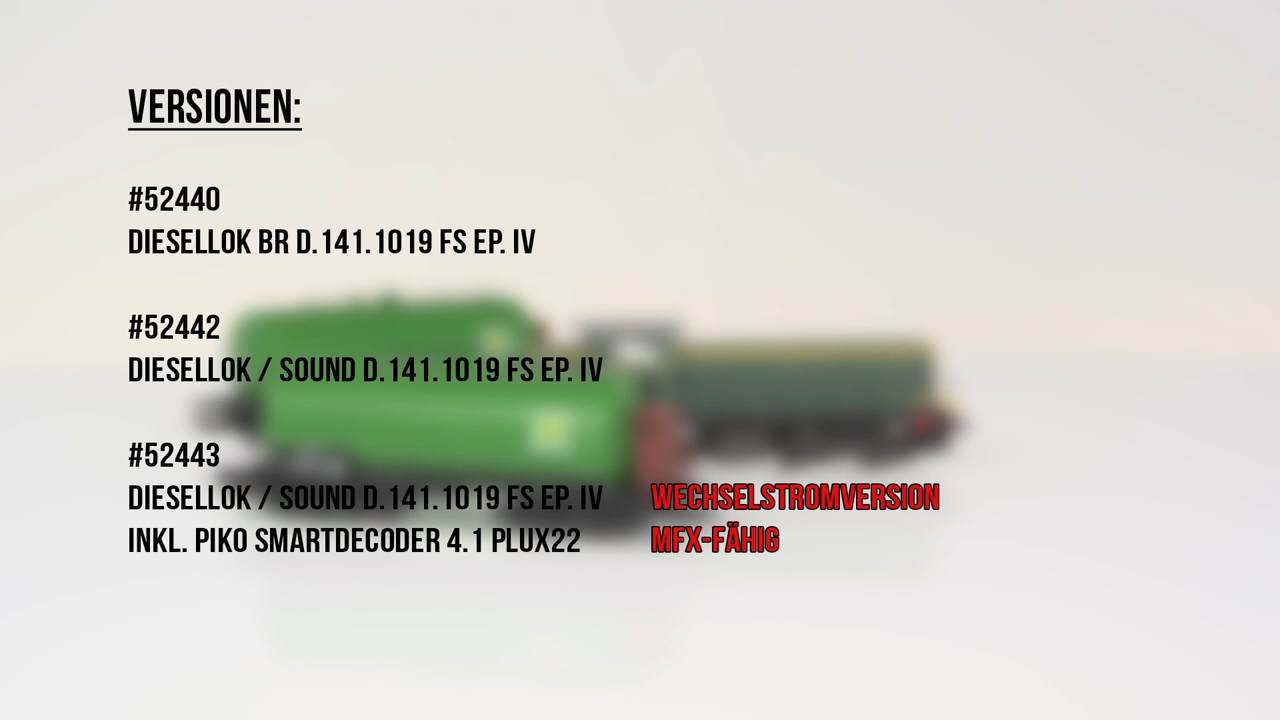 VERSIONEN:
#52440
DIESELLOK BR D.141.1019 FS EP. IV
#52442
DIESELLOK / SOUND D.141.1019 FS EP. IV
#52443
DIESELLOK / SOUND D.141.1019 FS EP. IV WECHSELSTROMVERSION
INKL. PIKO SMARTDECODER 4.1 PLUX22 MFX-FÄHIG